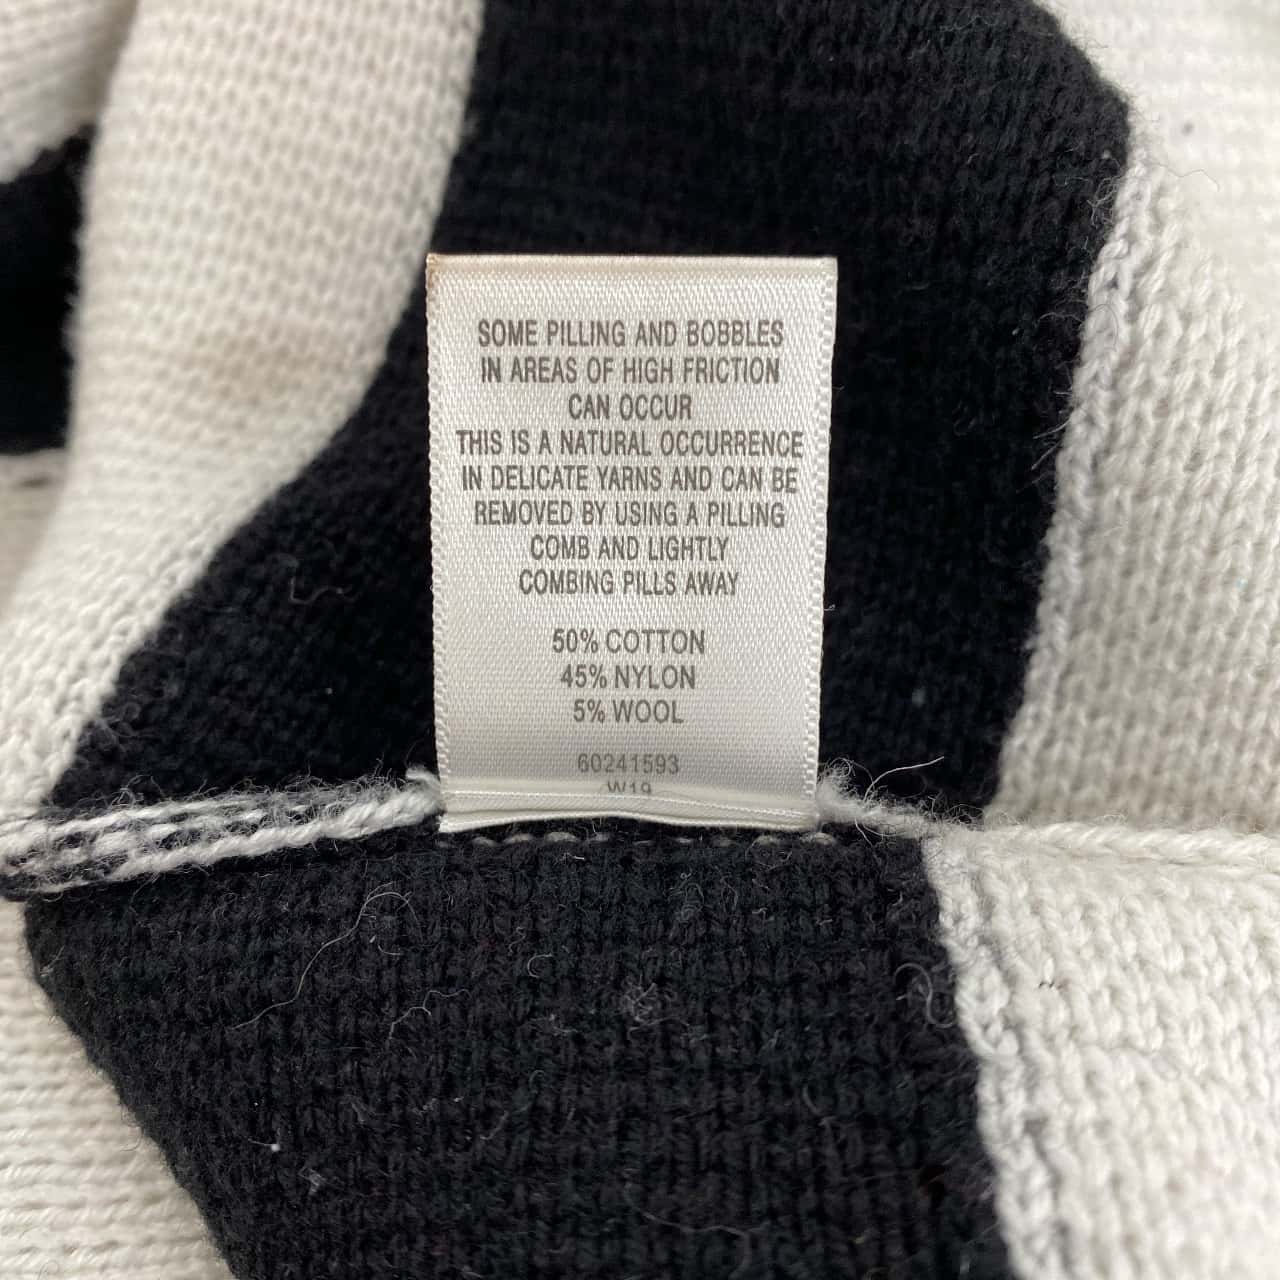 SOME PILLING AND BOBBLES
IN AREAS OF HIGH FRICTION
CAN OCCUR
THIS IS A NATURAL OCCURRENCE
IN DELICATE YARNS AND CAN BE
REMOVED BY USING A PILLING
COMB AND LIGHTLY
COMBING PILLS AWAY
50% COTTON
45% NYLON
5% WOOL
60241593
W19